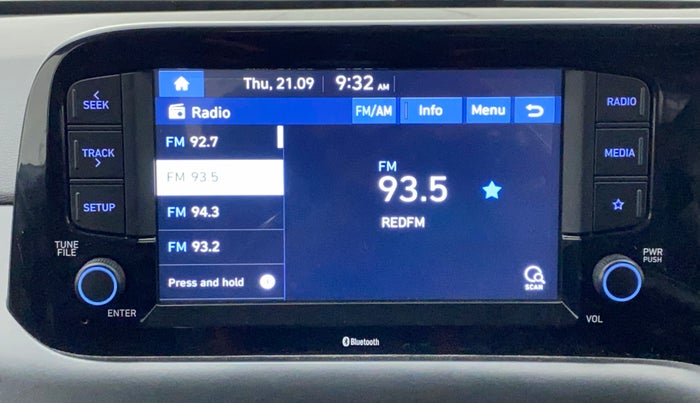 Thu, 21.09 9:32 AM
Radio FM/AM Info Menu
FM 92.7
FM 93.5
FM 94.3
FM 93.2
Press and hold
FM
93.5
REDFM
SCAN
SEEK
TRACK
SETUP
TUNE
FILE
ENTER
RADIO
MEDIA
PWR
PUSH
VOL
Bluetooth